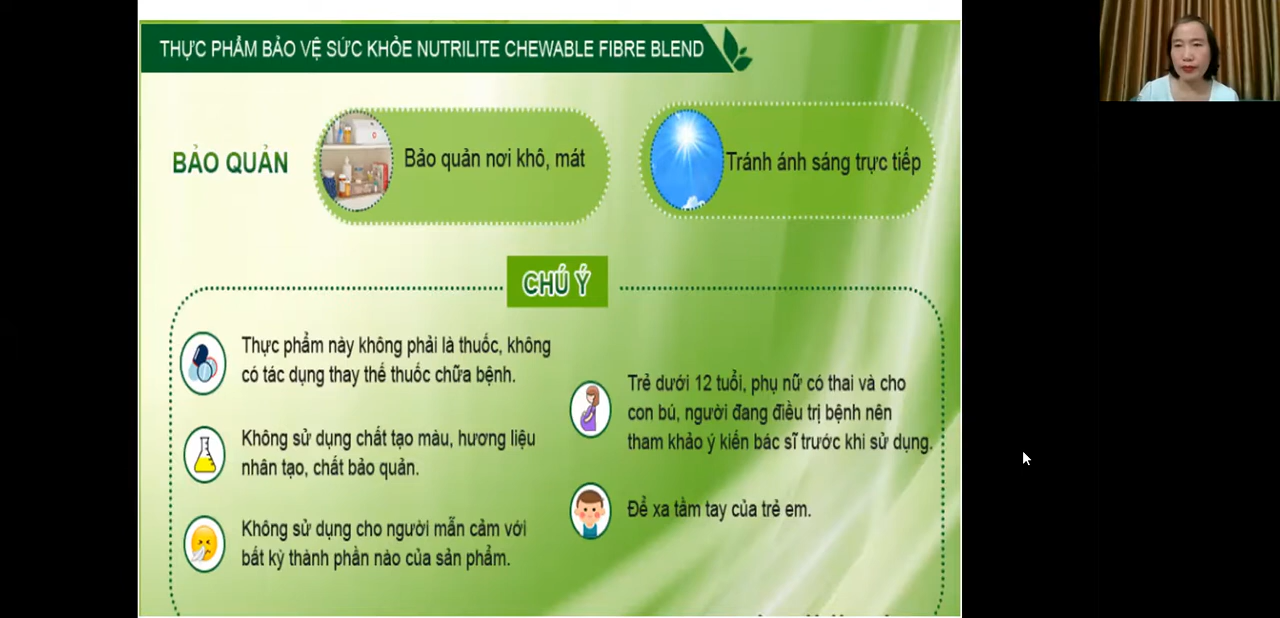 THỰC PHẨM BẢO VỆ SỨC KHỎE NUTRILITE CHEWABLE FIBRE BLEND
BẢO QUẢN
Bảo quản nơi khô, mát
Tránh ánh sáng trực tiếp
CHÚ Ý
Thực phẩm này không phải là thuốc, không
có tác dụng thay thế thuốc chữa bệnh.
Không sử dụng chất tạo màu, hương liệu
nhân tạo, chất bảo quản.
Không sử dụng cho người mẫn cảm với
bất kỳ thành phần nào của sản phẩm.
Trẻ dưới 12 tuổi, phụ nữ có thai và cho
con bú, người đang điều trị bệnh nên
tham khảo ý kiến bác sĩ trước khi sử dụng.
Để xa tầm tay của trẻ em.